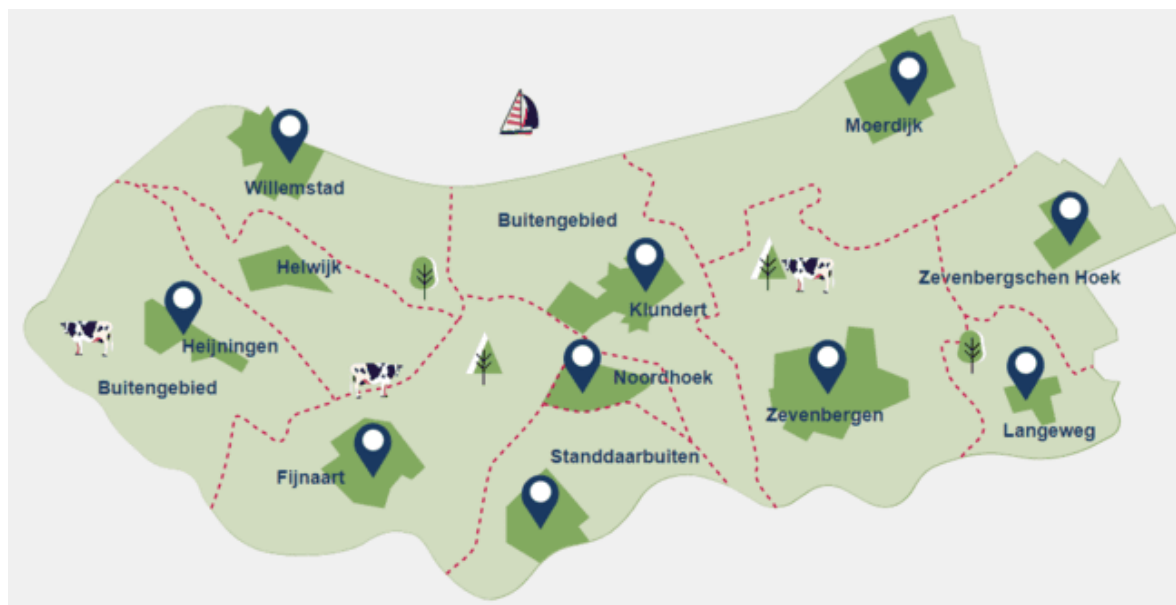 Moerdijk
Willemstad
Buitengebied
Helwijk
Zevenbergschen Hoek
Klundert
Heijningen
Noordhoek
Buitengebied
Zevenbergen
Langeweg
Standdaarbuiten
Fijnaart